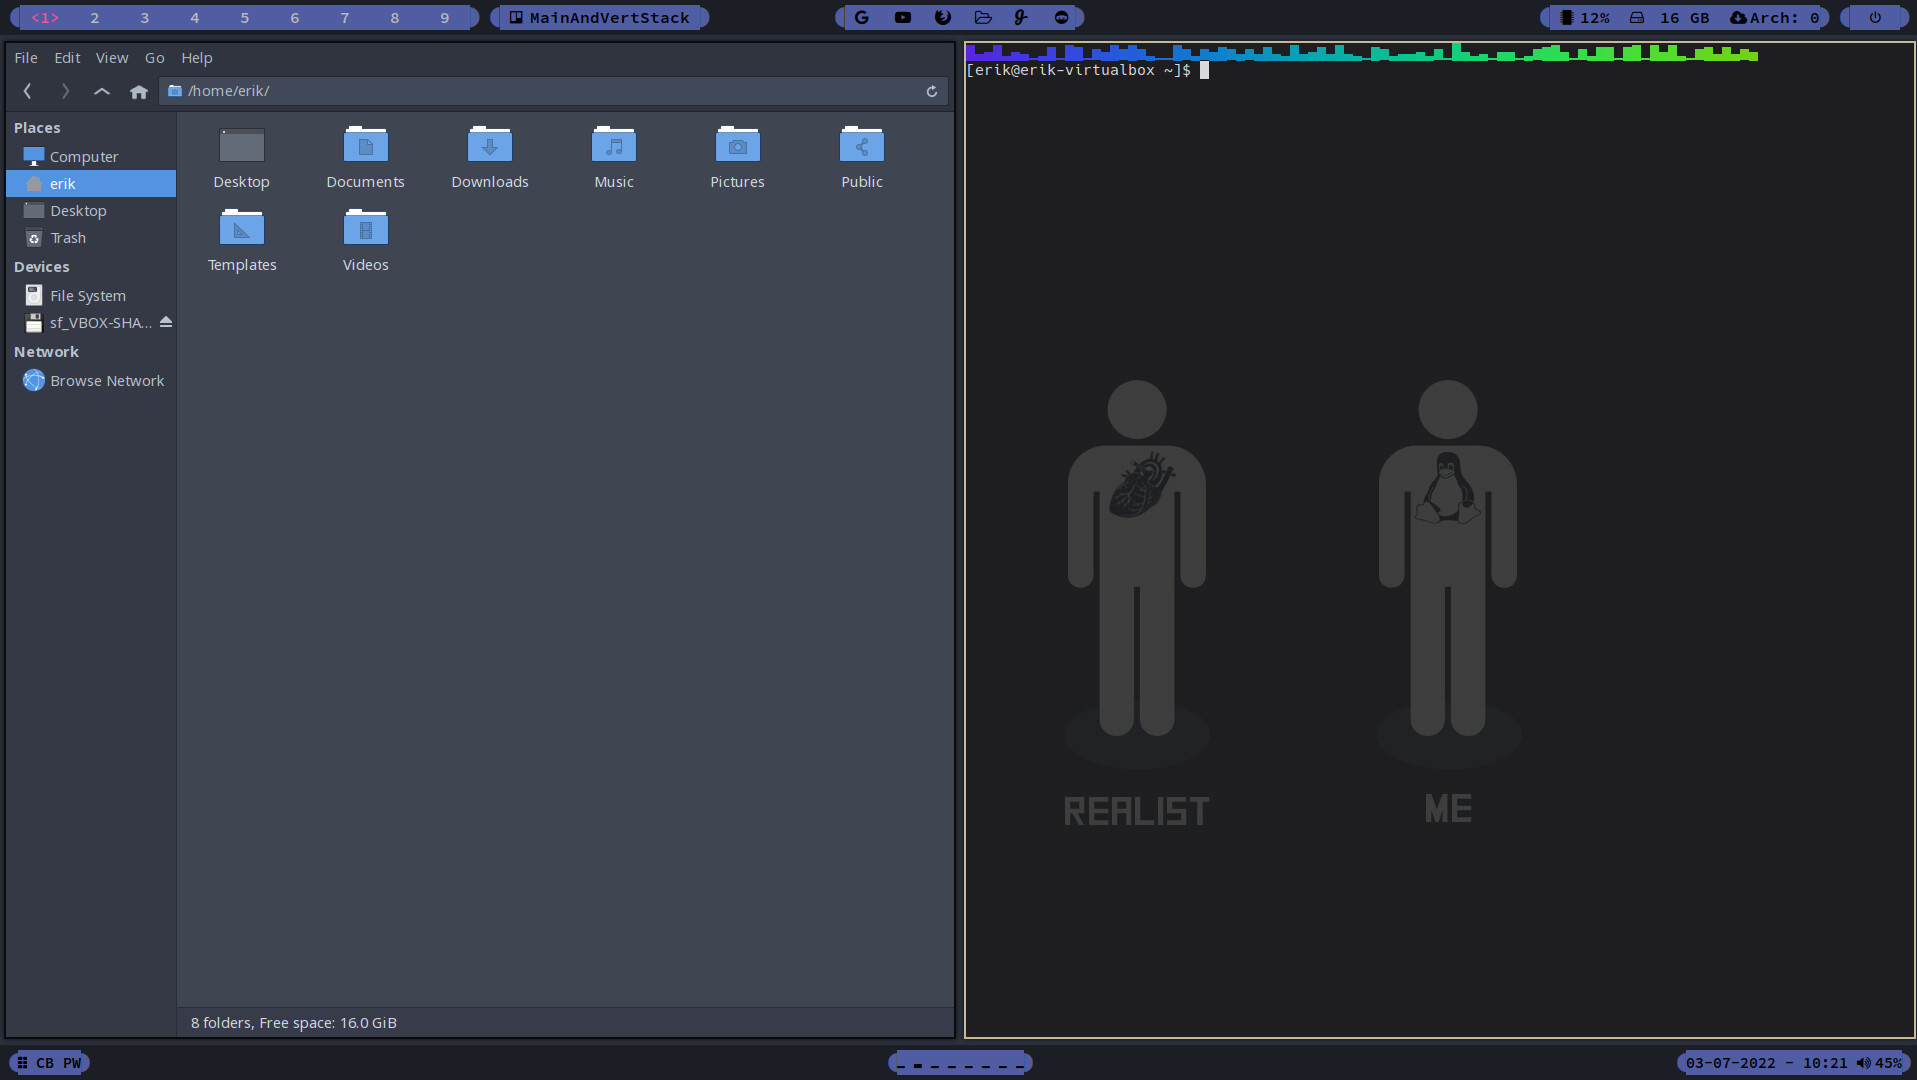 <1> 2 3 4 5 6 7 8 9 MainAndVertStack 12% 16 GB Arch: 0
File Edit View Go Help
/home/erik/
Places
Computer
erik
Desktop
Trash
Devices
File System
sf_VBOX-SHA...
Network
Browse Network
Desktop Documents Downloads Music Pictures Public
Templates Videos
8 folders, Free space: 16.0 GiB
[erik@erik-virtualbox ~]$
REALIST ME
CB PW
03-07-2022 - 10:21 45%